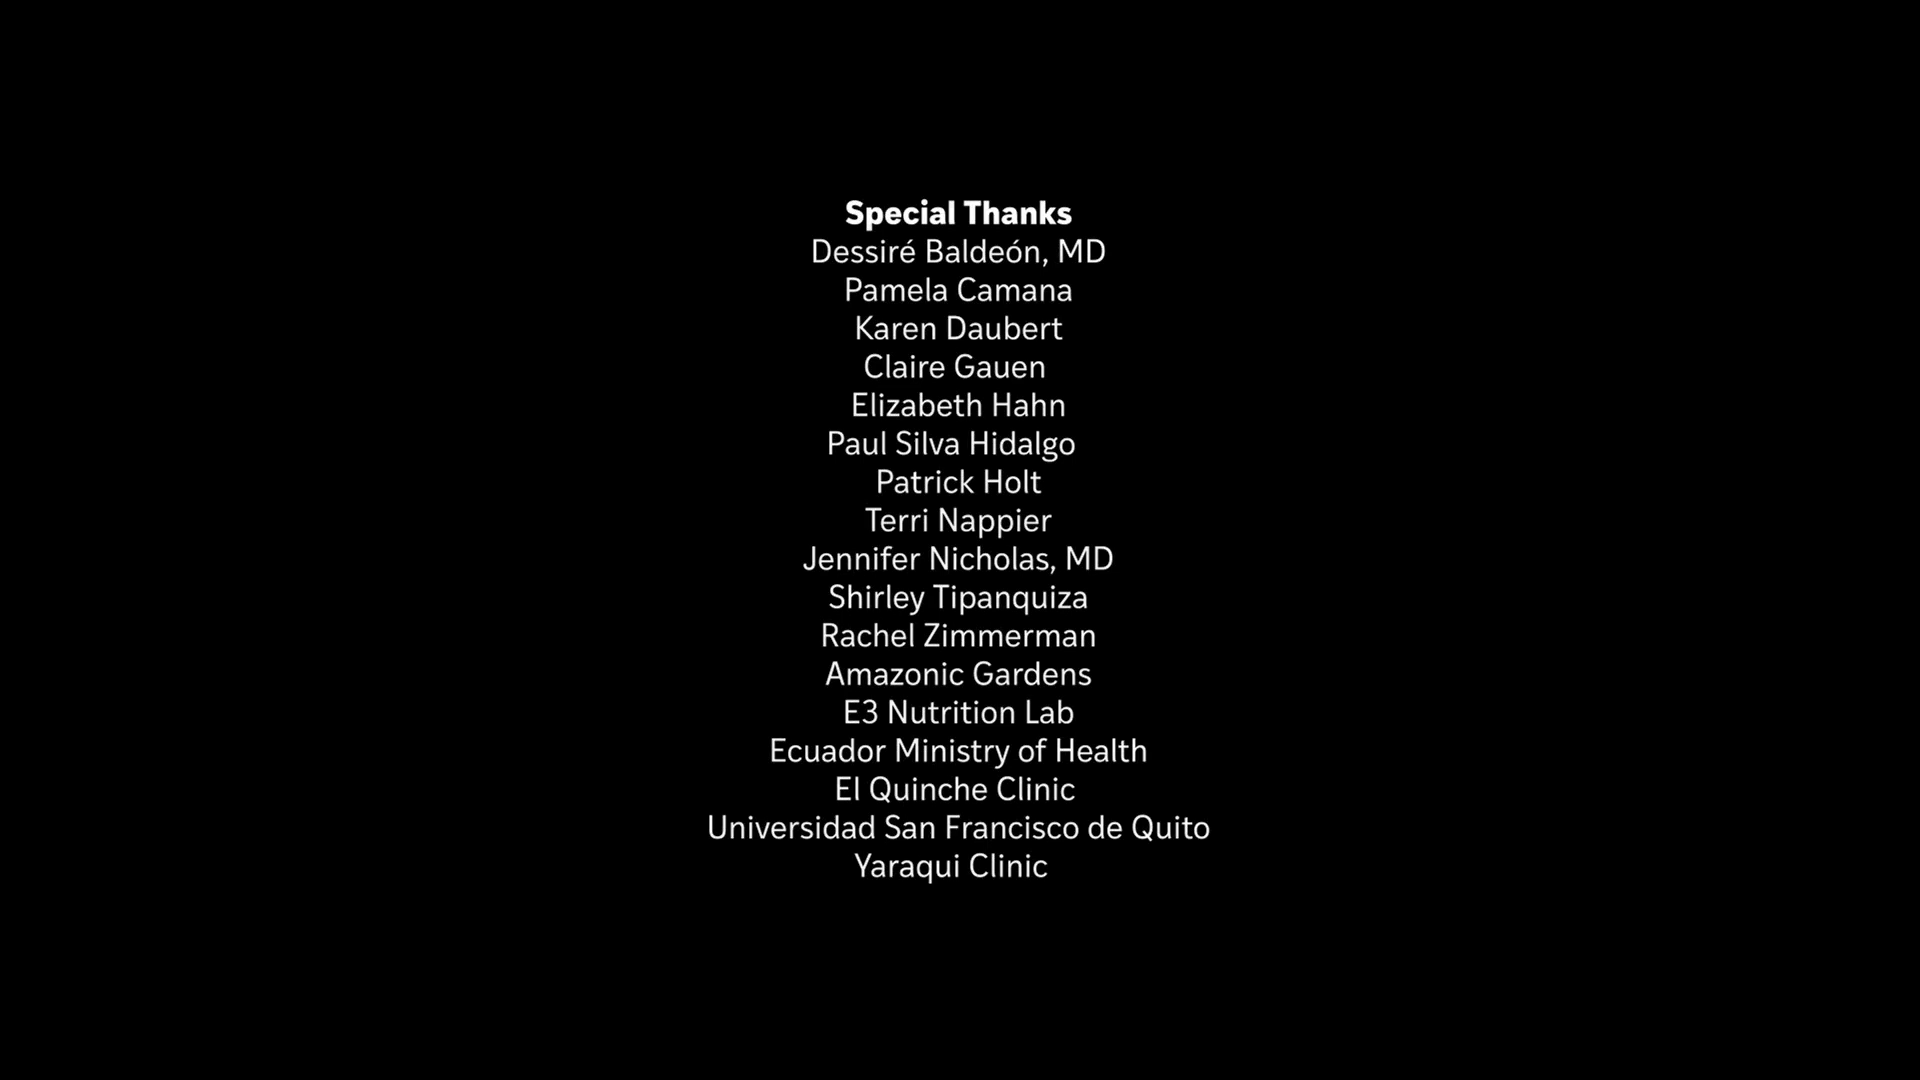 Special Thanks
Dessiré Baldeón, MD
Pamela Camana
Karen Daubert
Claire Gauen
Elizabeth Hahn
Paul Silva Hidalgo
Patrick Holt
Terri Nappier
Jennifer Nicholas, MD
Shirley Tipanquiza
Rachel Zimmerman
Amazonic Gardens
E3 Nutrition Lab
Ecuador Ministry of Health
El Quinche Clinic
Universidad San Francisco de Quito
Yaraqui Clinic